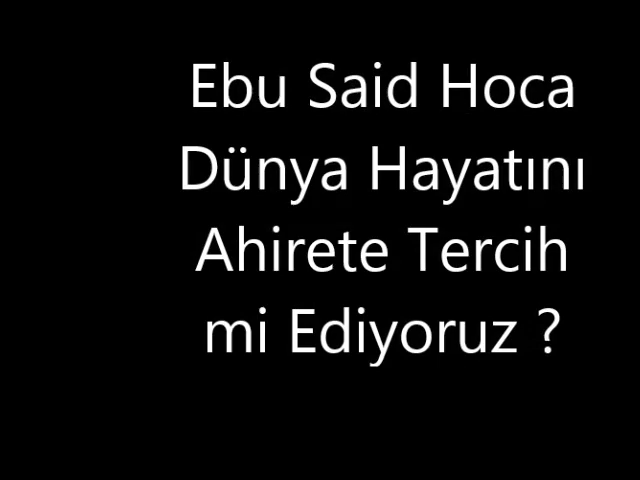 Ebu Said Hoca
Dünya Hayatını
Ahirete Tercih
mi Ediyoruz ?